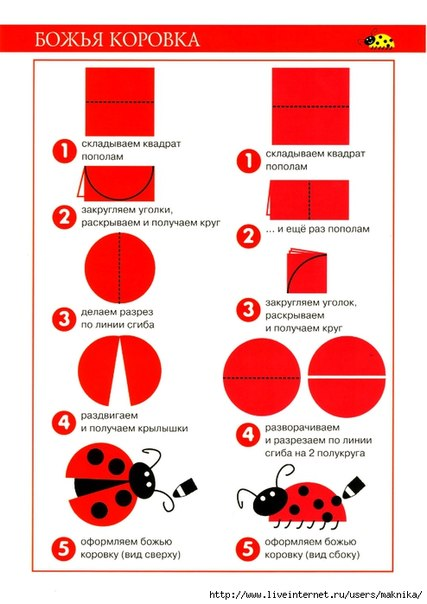 БОЖЬЯ КОРОВКА
1 складываем квадрат
пополам
2 закругляем уголки,
раскрываем и получаем круг
3 делаем разрез
по линии сгиба
4 раздвигаем
и получаем крылышки
5 оформляем божью
коровку (вид сверху)
1 складываем квадрат
пополам
2 ... и ещё раз пополам
3 закругляем уголок,
раскрываем
и получаем круг
4 разворачиваем
и разрезаем по линии
сгиба на 2 полукруга
5 оформляем божью
коровку (вид сбоку)
http://www.liveinternet.ru/users/maknika/